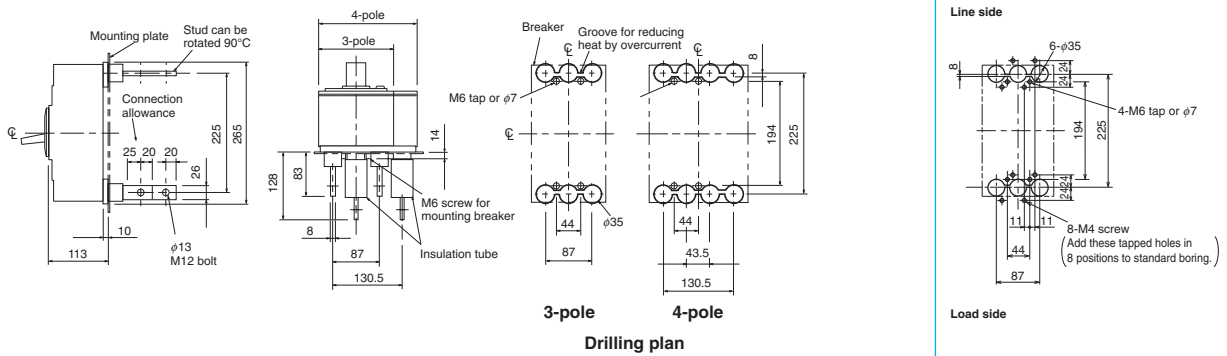 Mounting plate
Stud can be
rotated 90°C
Connection
allowance
25
20
20
26
225
265
℄
10
113
φ13
M12 bolt
4-pole
3-pole
14
128
83
M6 screw for
mounting breaker
8
87
130.5
Insulation tube
Breaker
℄
Groove for reducing
heat by overcurrent
℄
8
M6 tap or φ7
℄
194
225
194
225
φ35
44
87
44
43.5
130.5
3-pole
4-pole
Drilling plan
Line side
6-φ35
8
24
24
4-M6 tap or φ7
194
225
24
24
11
11
44
87
8-M4 screw
(Add these tapped holes in
8 positions to standard boring.)
Load side